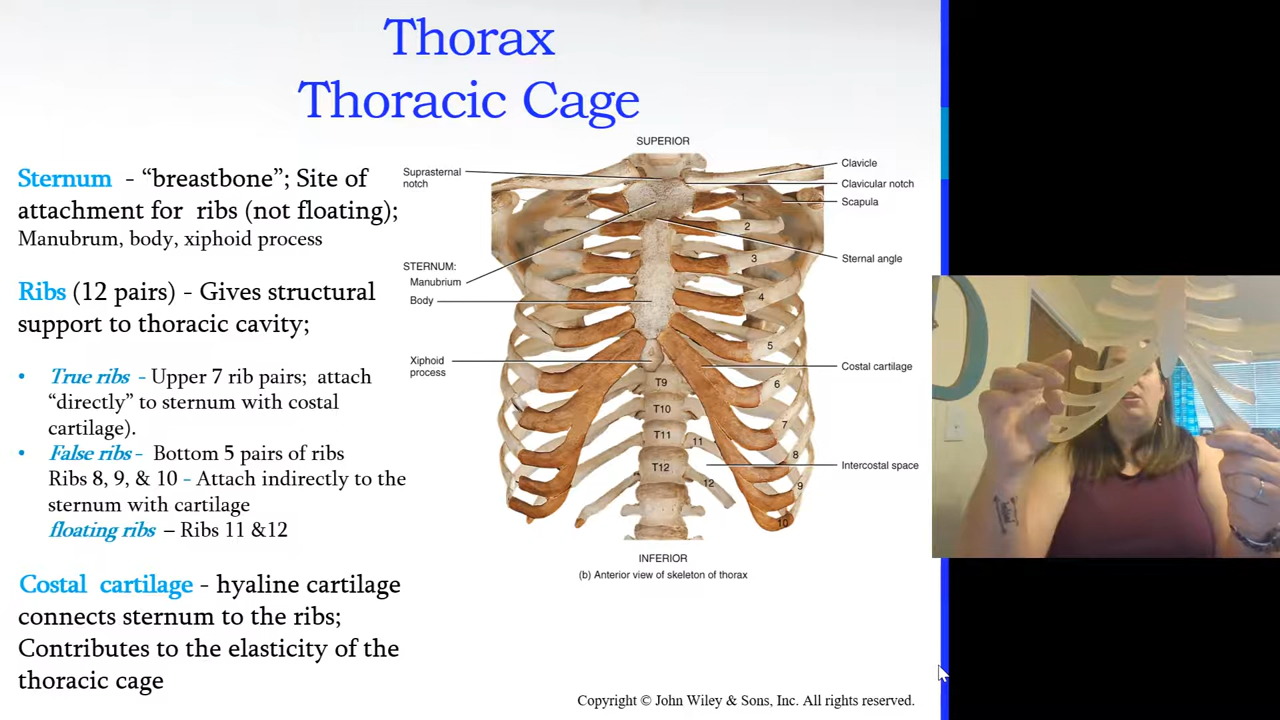 Thorax
Thoracic Cage
Sternum - “breastbone”; Site of
attachment for ribs (not floating);
Manubrum, body, xiphoid process
Ribs (12 pairs) - Gives structural
support to thoracic cavity;
• True ribs - Upper 7 rib pairs; attach
“directly” to sternum with costal
cartilage).
• False ribs - Bottom 5 pairs of ribs
Ribs 8, 9, & 10 - Attach indirectly to the
sternum with cartilage
floating ribs – Ribs 11 &12
Costal cartilage - hyaline cartilage
connects sternum to the ribs;
Contributes to the elasticity of the
thoracic cage
SUPERIOR
Suprasternal
notch
STERNUM:
Manubrium
Body
Xiphoid
process
Clavicle
Clavicular notch
Scapula
Sternal angle
Costal cartilage
Intercostal space
1
2
3
4
5
6
7
8
9
10
11
12
T9
T10
T11
T12
INFERIOR
(b) Anterior view of skeleton of thorax
Copyright © John Wiley & Sons, Inc. All rights reserved.